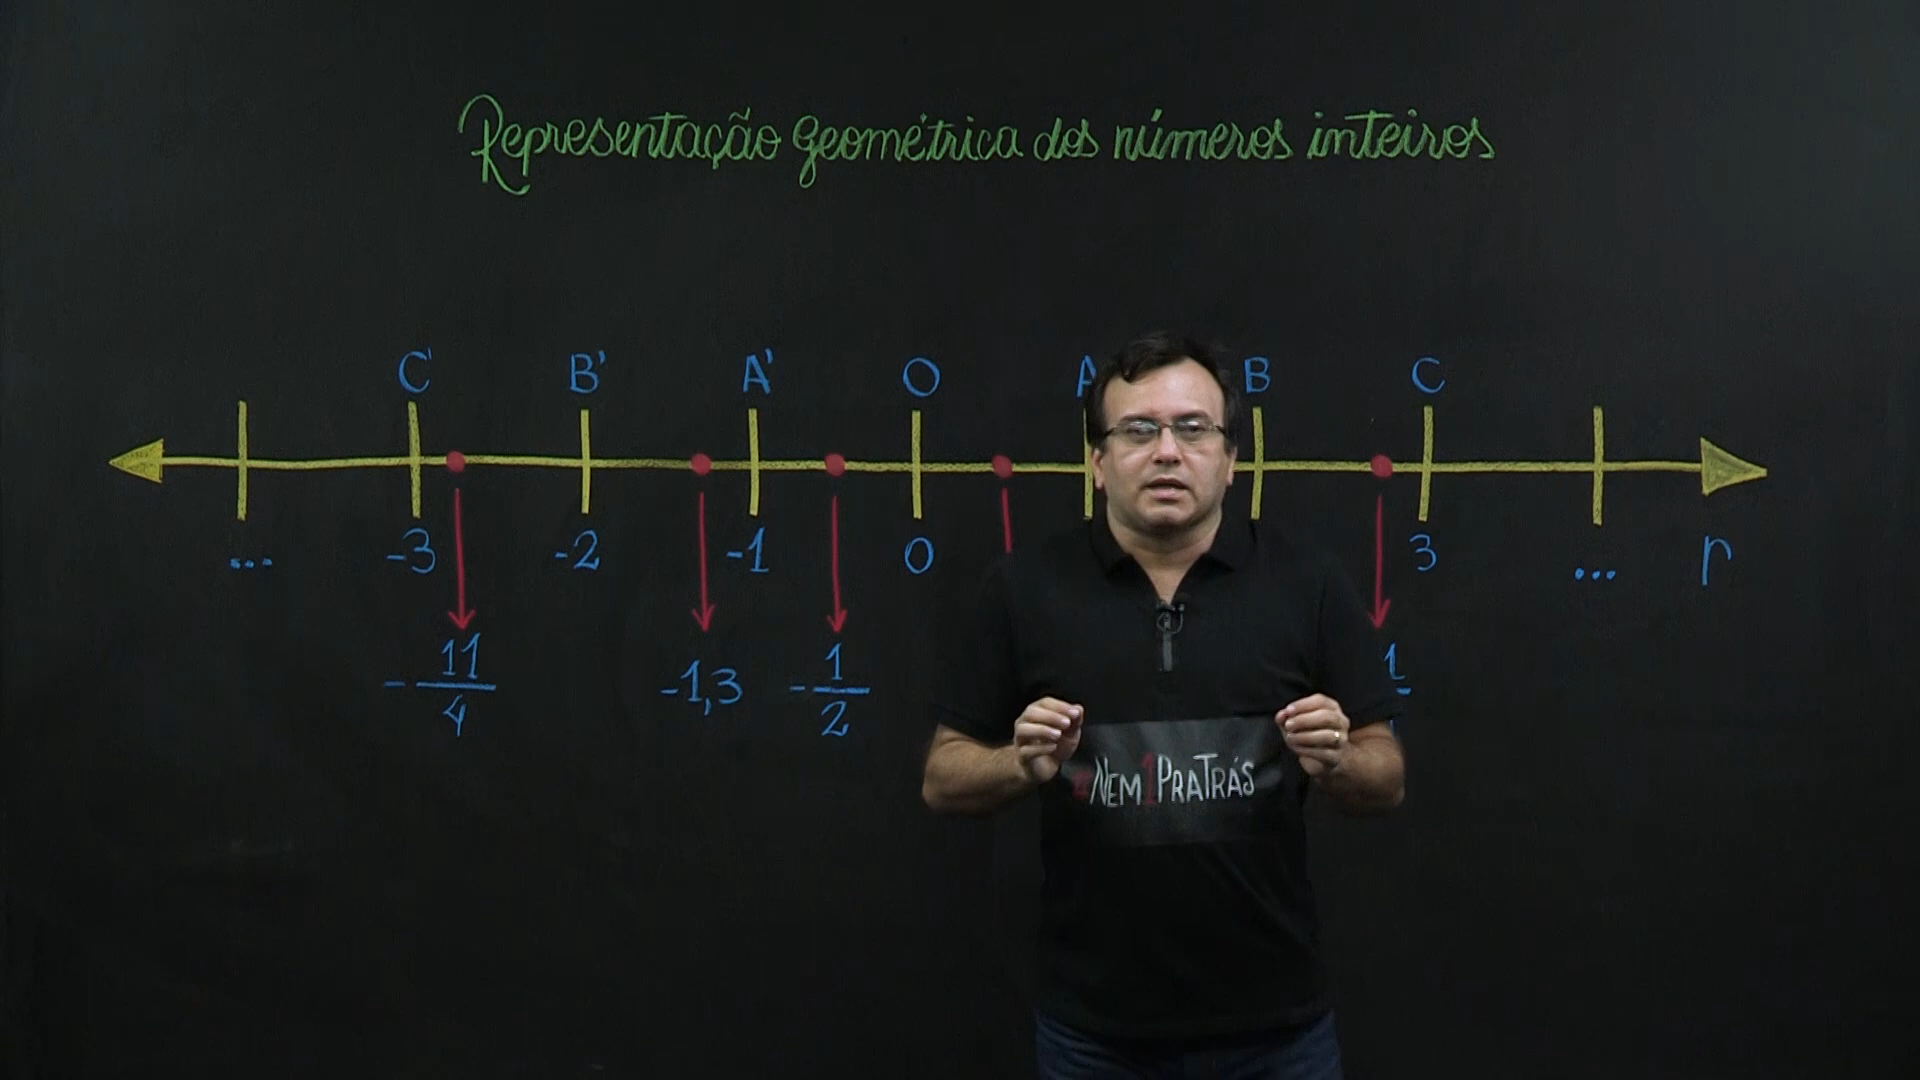 Representação geométrica dos números inteiros
C' B' A' O A B C
... -3 -2 -1 0 3 ... r
- 11/4 -1,3 - 1/2
#NEM1PRATRÁS